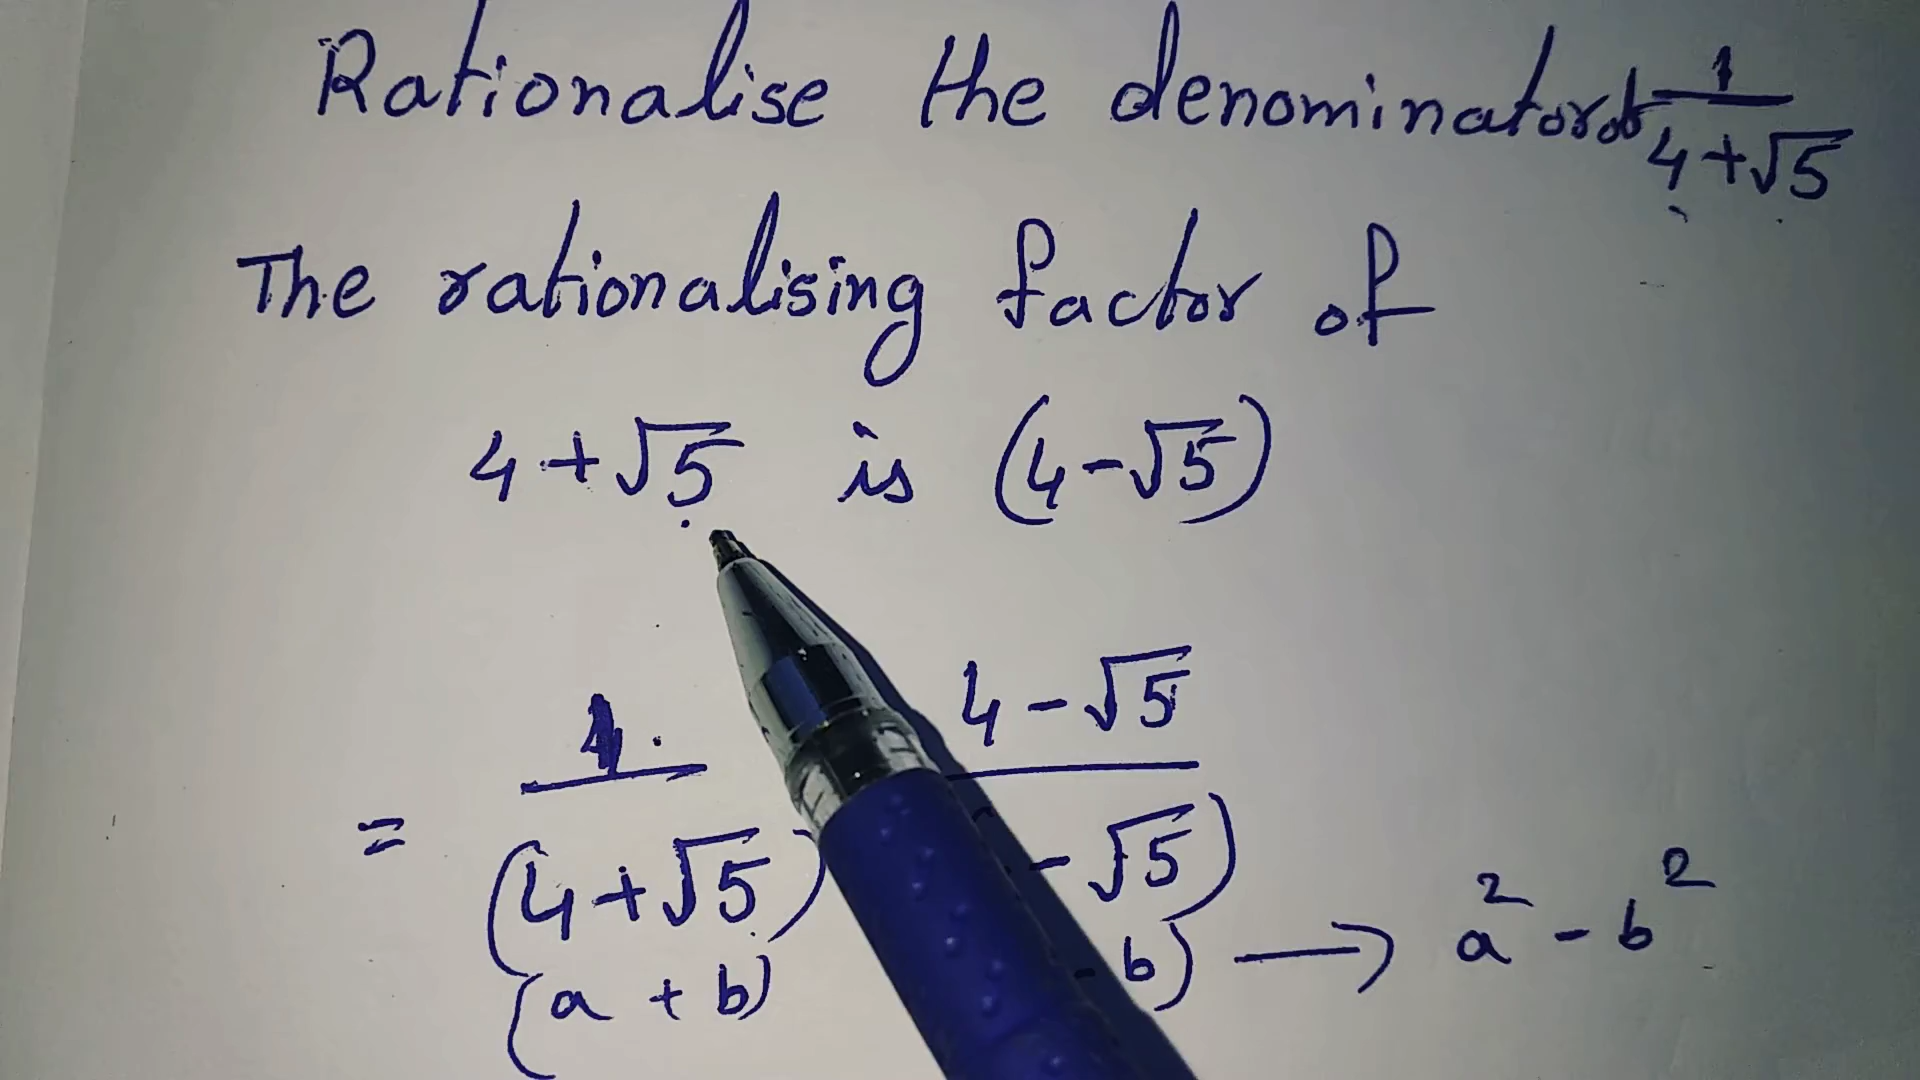 Rationalise the denominator of 1/(4+√5)
The rationalising factor of
4+√5 is (4-√5)
1 4-√5
= (4+√5) -√5)
(a + b) - b) → a² - b²